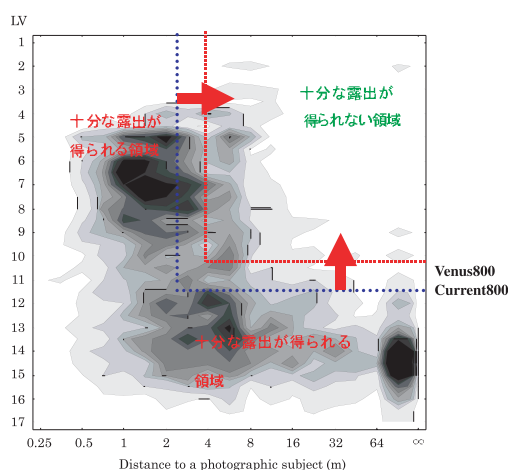 LV
1
2
3
4
5
6
7
8
9
10
11
12
13
14
15
16
17
十分な露出が
得られる領域
十分な露出が
得られない領域
十分な露出が得られる
領域
Venus800
Current800
0.25 0.5 1 2 4 8 16 32 64 ∞
Distance to a photographic subject (m)